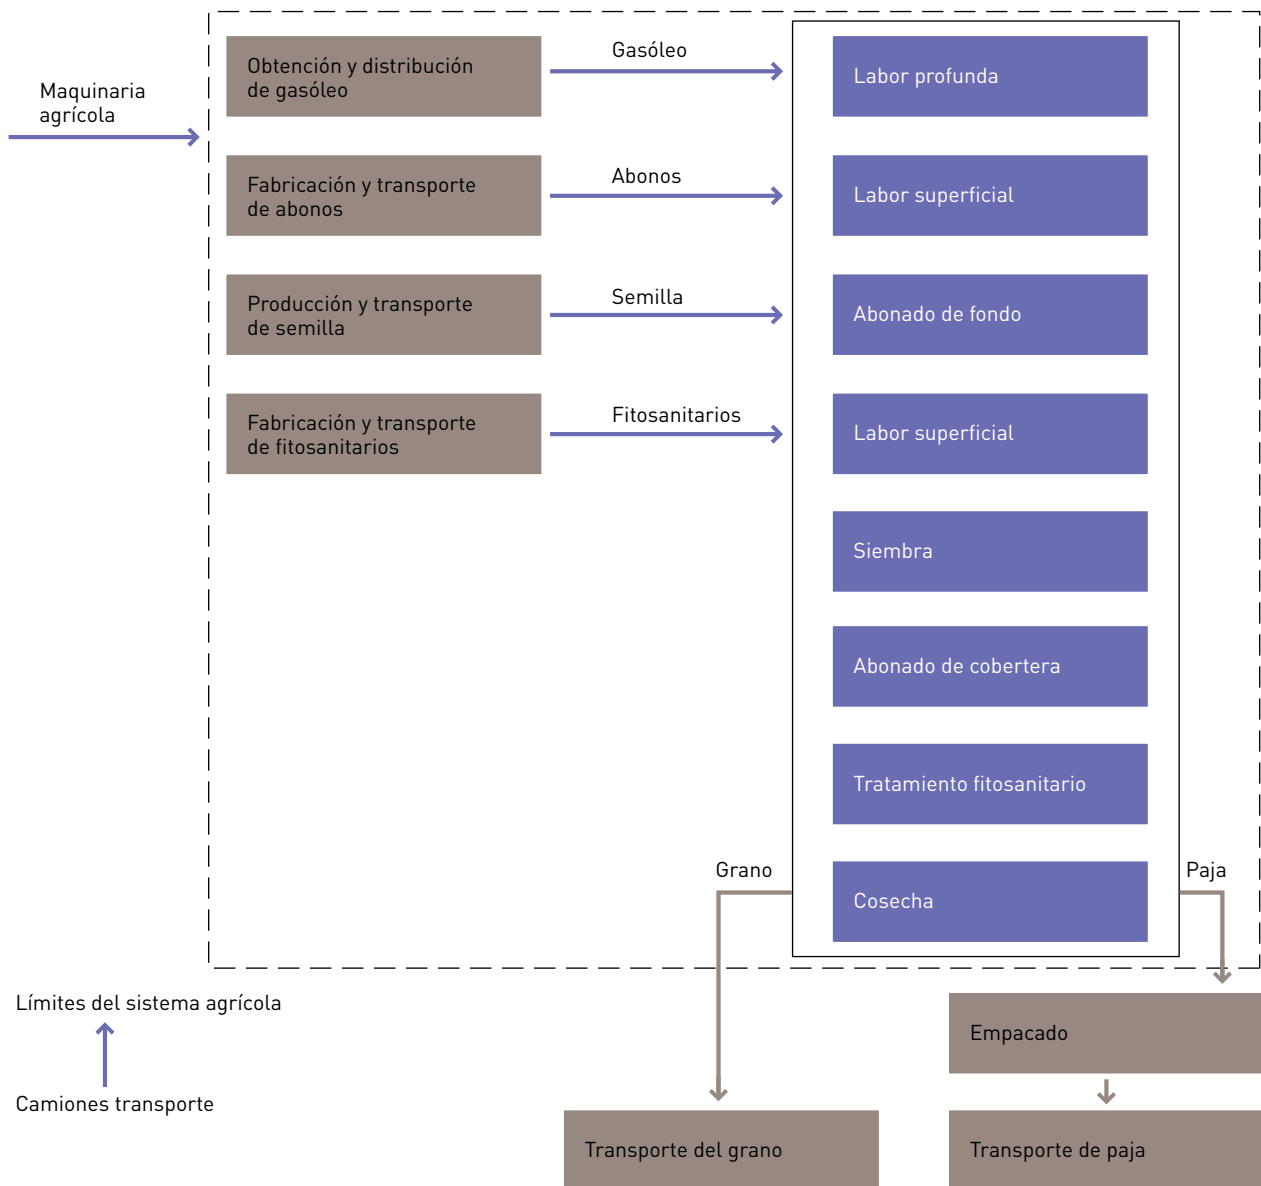 Maquinaria
agrícola
Obtención y distribución
de gasóleo
Gasóleo
Labor profunda
Fabricación y transporte
de abonos
Abonos
Labor superficial
Producción y transporte
de semilla
Semilla
Abonado de fondo
Fabricación y transporte
de fitosanitarios
Fitosanitarios
Labor superficial
Siembra
Abonado de cobertera
Tratamiento fitosanitario
Grano
Cosecha
Paja
Límites del sistema agrícola
Camiones transporte
Empacado
Transporte del grano
Transporte de paja